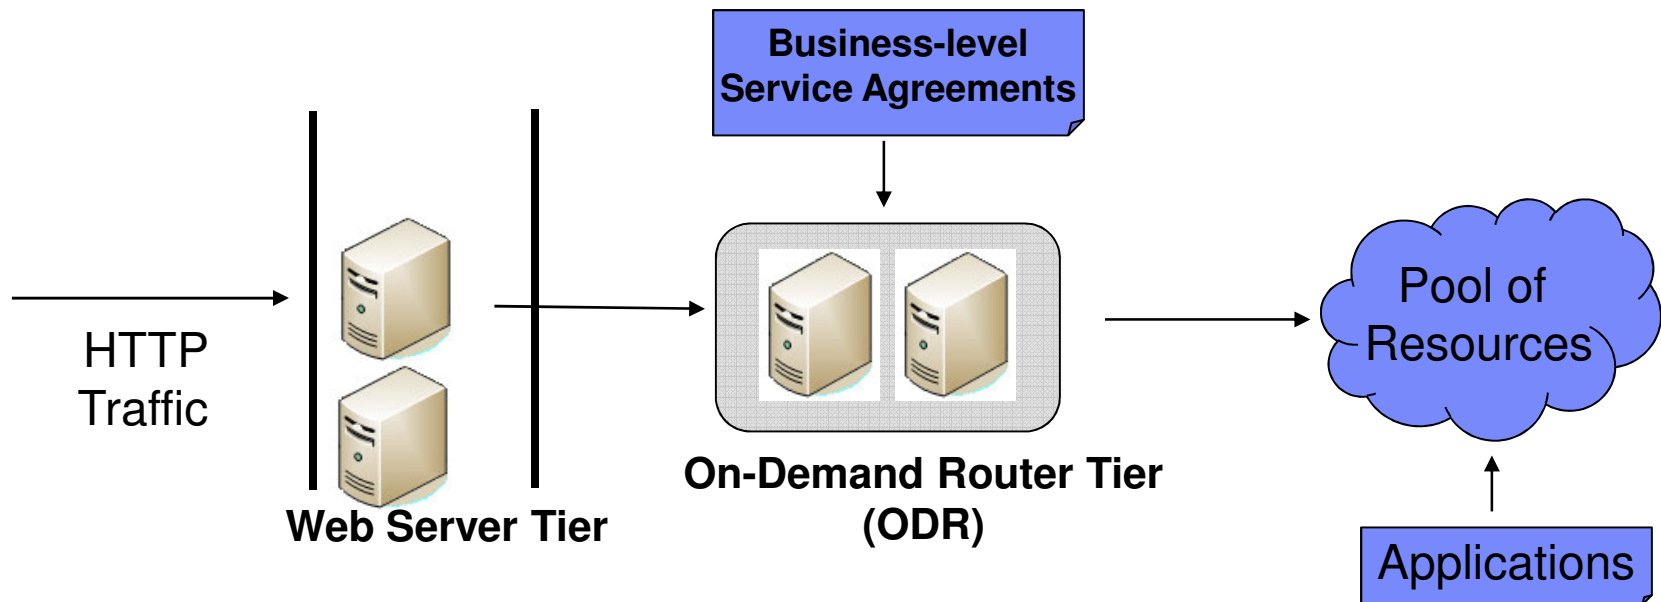 Business-level
Service Agreements
HTTP
Traffic
Web Server Tier
On-Demand Router Tier
(ODR)
Pool of
Resources
Applications